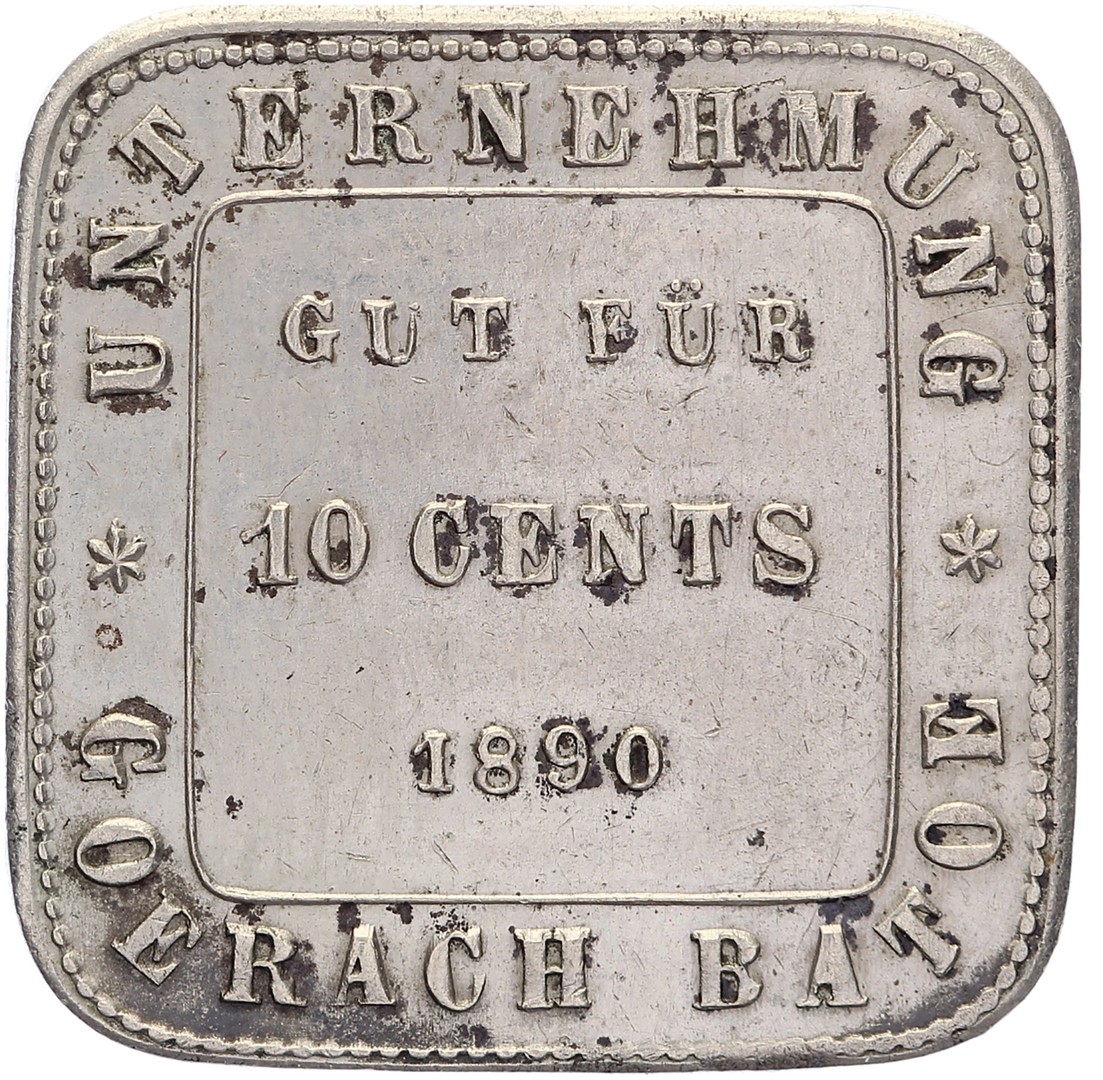 UNTERNEHMUNG
GUT FÜR
10 CENTS
1890
GOERACH BATOE